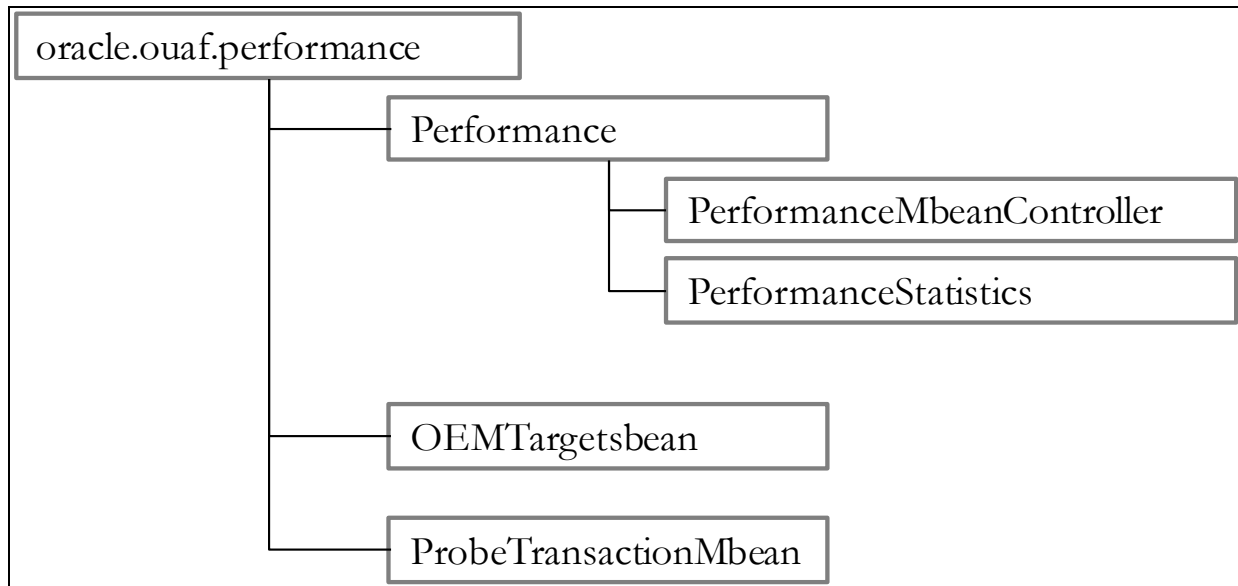 oracle.ouaf.performance
Performance
PerformanceMbeanController
PerformanceStatistics
OEMTargetsbean
ProbeTransactionMbean